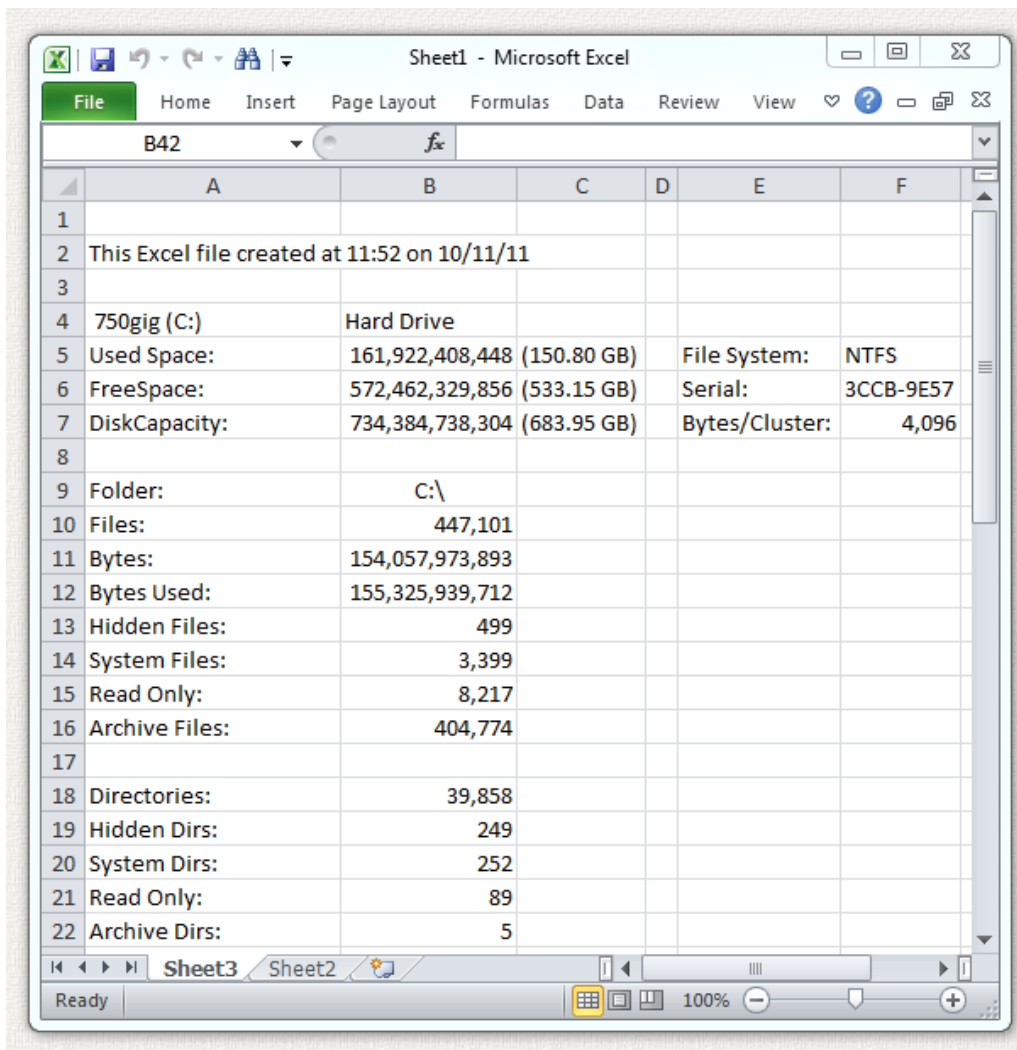 Sheet1 - Microsoft Excel
File Home Insert Page Layout Formulas Data Review View
B42 fx
A B C D E F
1
2 This Excel file created at 11:52 on 10/11/11
3
4 750gig (C:) Hard Drive
5 Used Space: 161,922,408,448 (150.80 GB) File System: NTFS
6 FreeSpace: 572,462,329,856 (533.15 GB) Serial: 3CCB-9E57
7 DiskCapacity: 734,384,738,304 (683.95 GB) Bytes/Cluster: 4,096
8
9 Folder: C:\
10 Files: 447,101
11 Bytes: 154,057,973,893
12 Bytes Used: 155,325,939,712
13 Hidden Files: 499
14 System Files: 3,399
15 Read Only: 8,217
16 Archive Files: 404,774
17
18 Directories: 39,858
19 Hidden Dirs: 249
20 System Dirs: 252
21 Read Only: 89
22 Archive Dirs: 5
Sheet3 Sheet2
Ready 100%